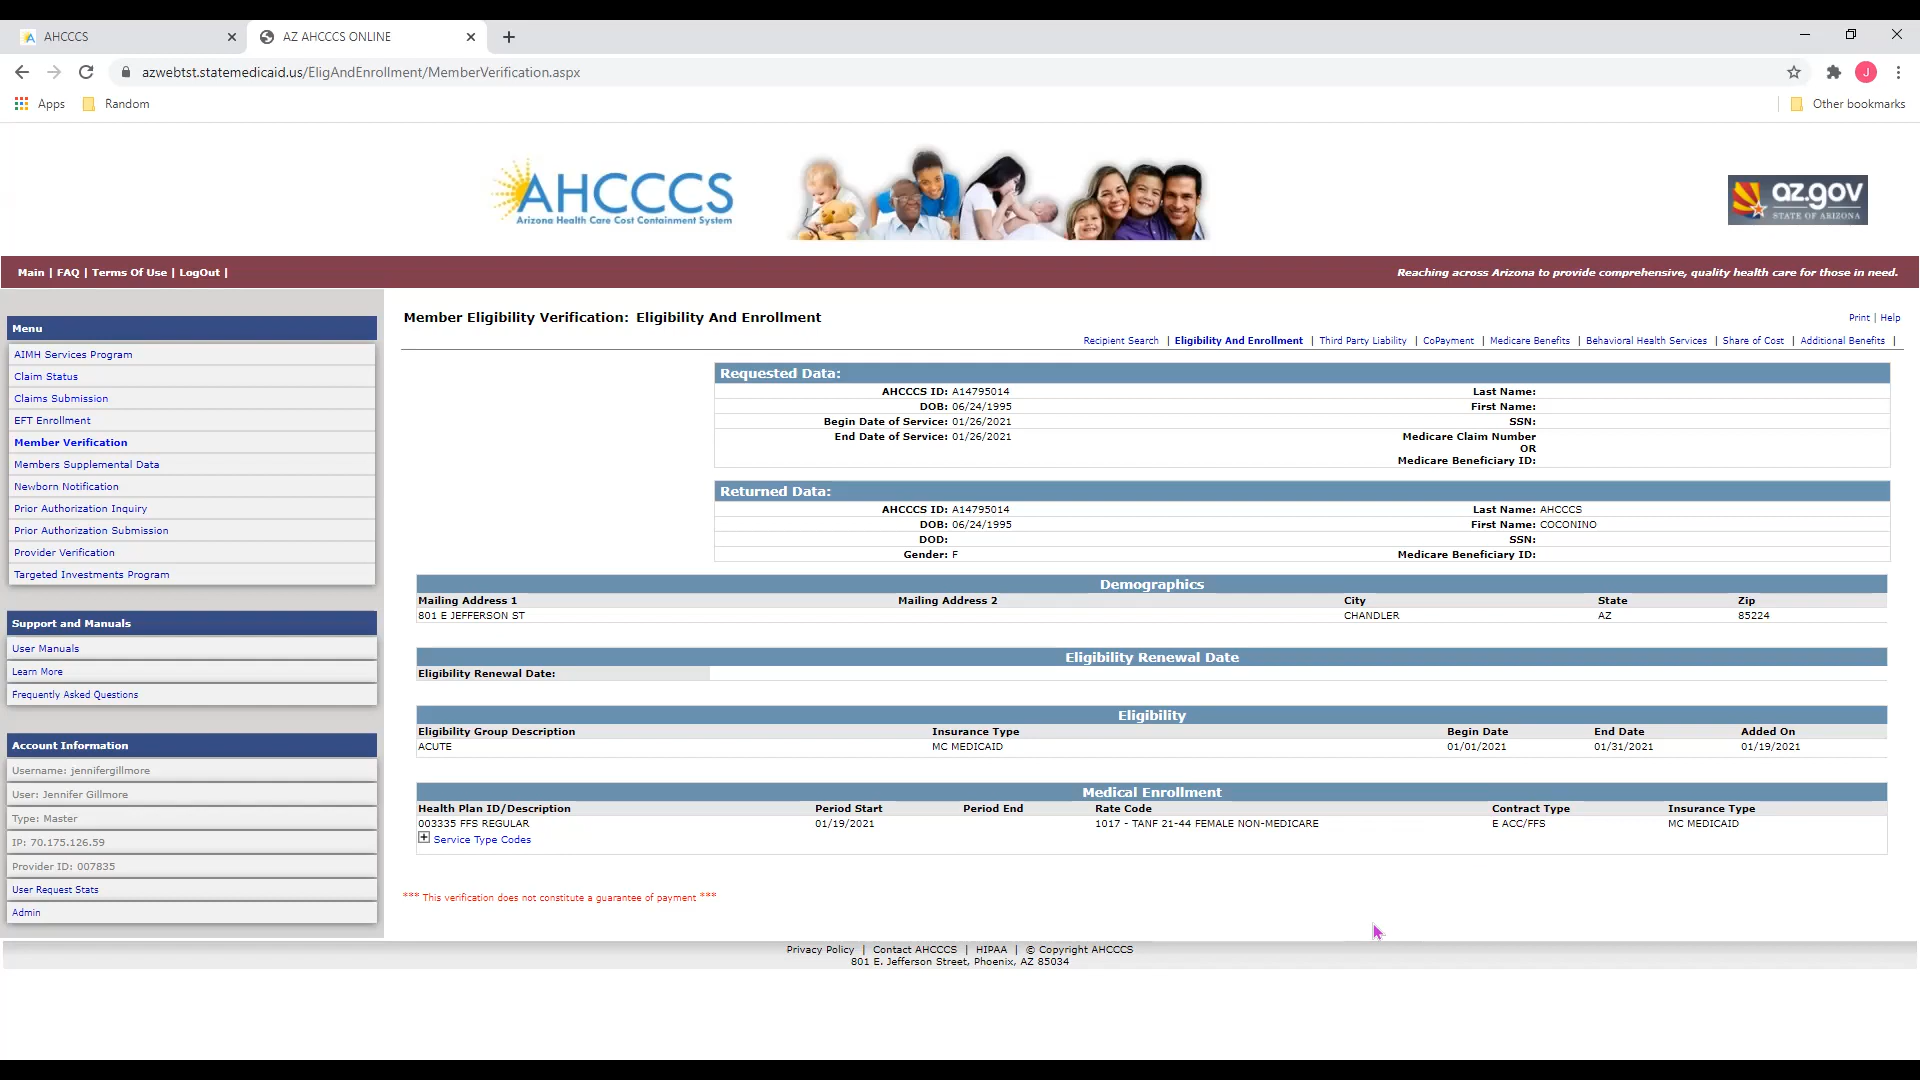 AHCCCS
AZ AHCCCS ONLINE
azwebtst.statemedicaid.us/EligAndEnrollment/MemberVerification.aspx
J
Apps
Random
Other bookmarks
AHCCCS
Arizona Health Care Cost Containment System
az.gov
STATE OF ARIZONA
Main | FAQ | Terms Of Use | LogOut |
Reaching across Arizona to provide comprehensive, quality health care for those in need.
Menu
AIMH Services Program
Claim Status
Claims Submission
EFT Enrollment
Member Verification
Members Supplemental Data
Newborn Notification
Prior Authorization Inquiry
Prior Authorization Submission
Provider Verification
Targeted Investments Program
Support and Manuals
User Manuals
Learn More
Frequently Asked Questions
Account Information
Username: jennifergillmore
User: Jennifer Gillmore
Type: Master
IP: 70.175.126.59
Provider ID: 007835
User Request Stats
Admin
Member Eligibility Verification: Eligibility And Enrollment
Print | Help
Recipient Search | Eligibility And Enrollment | Third Party Liability | CoPayment | Medicare Benefits | Behavioral Health Services | Share of Cost | Additional Benefits |
Requested Data:
AHCCCS ID: A14795014 Last Name:
DOB: 06/24/1995 First Name:
Begin Date of Service: 01/26/2021 SSN:
End Date of Service: 01/26/2021 Medicare Claim Number
OR
Medicare Beneficiary ID:
Returned Data:
AHCCCS ID: A14795014 Last Name: AHCCCS
DOB: 06/24/1995 First Name: COCONINO
DOD: SSN:
Gender: F Medicare Beneficiary ID:
Demographics
Mailing Address 1 Mailing Address 2 City State Zip
801 E JEFFERSON ST CHANDLER AZ 85224
Eligibility Renewal Date
Eligibility Renewal Date:
Eligibility
Eligibility Group Description Insurance Type Begin Date End Date Added On
ACUTE MC MEDICAID 01/01/2021 01/31/2021 01/19/2021
Medical Enrollment
Health Plan ID/Description Period Start Period End Rate Code Contract Type Insurance Type
003335 FFS REGULAR 01/19/2021 1017 - TANF 21-44 FEMALE NON-MEDICARE E ACC/FFS MC MEDICAID
Service Type Codes
*** This verification does not constitute a guarantee of payment ***
Privacy Policy | Contact AHCCCS | HIPAA | © Copyright AHCCCS
801 E. Jefferson Street, Phoenix, AZ 85034